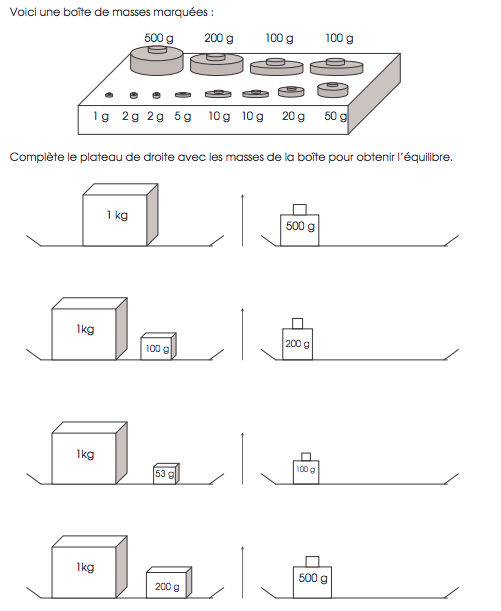 Voici une boîte de masses marquées :
500 g 200 g 100 g 100 g
1 g 2 g 2 g 5 g 10 g 10 g 20 g 50 g
Complète le plateau de droite avec les masses de la boîte pour obtenir l'équilibre.
1 kg 500 g
1kg 100 g 200 g
1kg 53 g 100 g
1kg 200 g 500 g